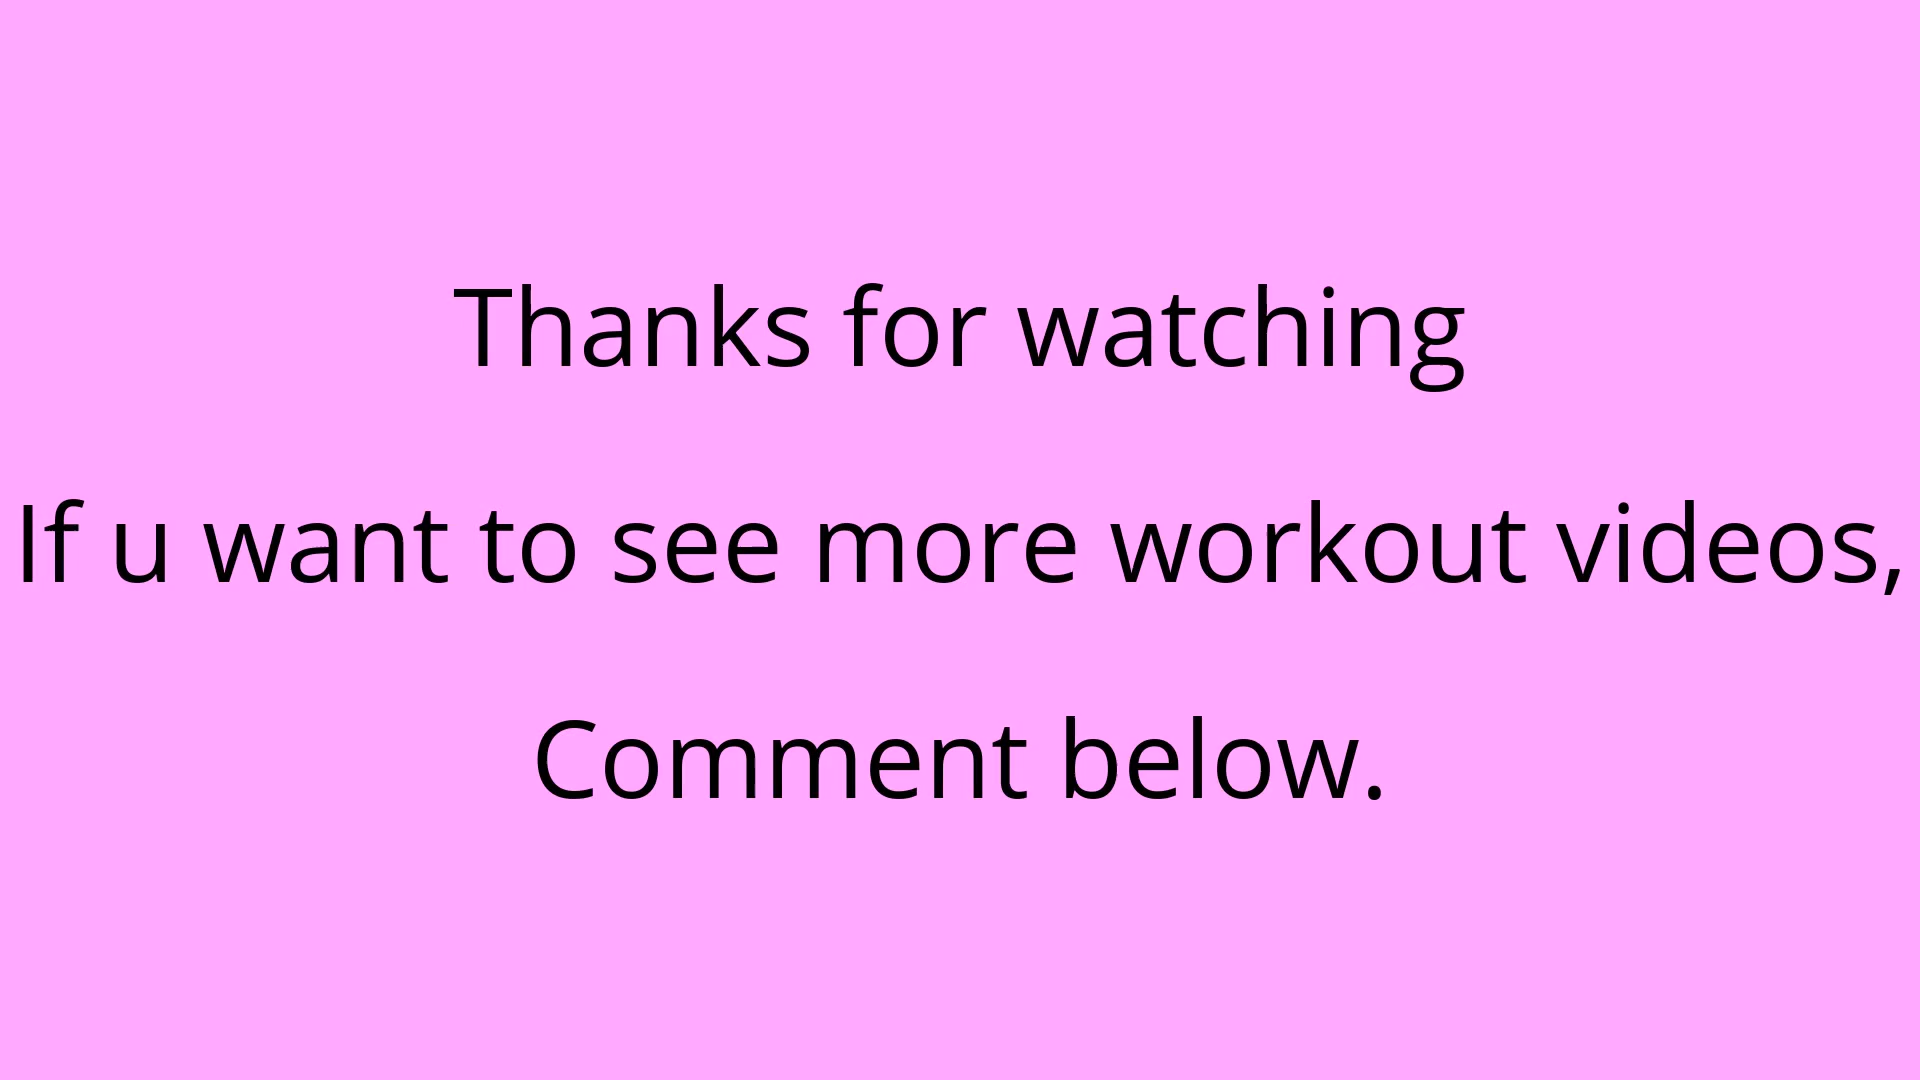 Thanks for watching
If u want to see more workout videos,
Comment below.